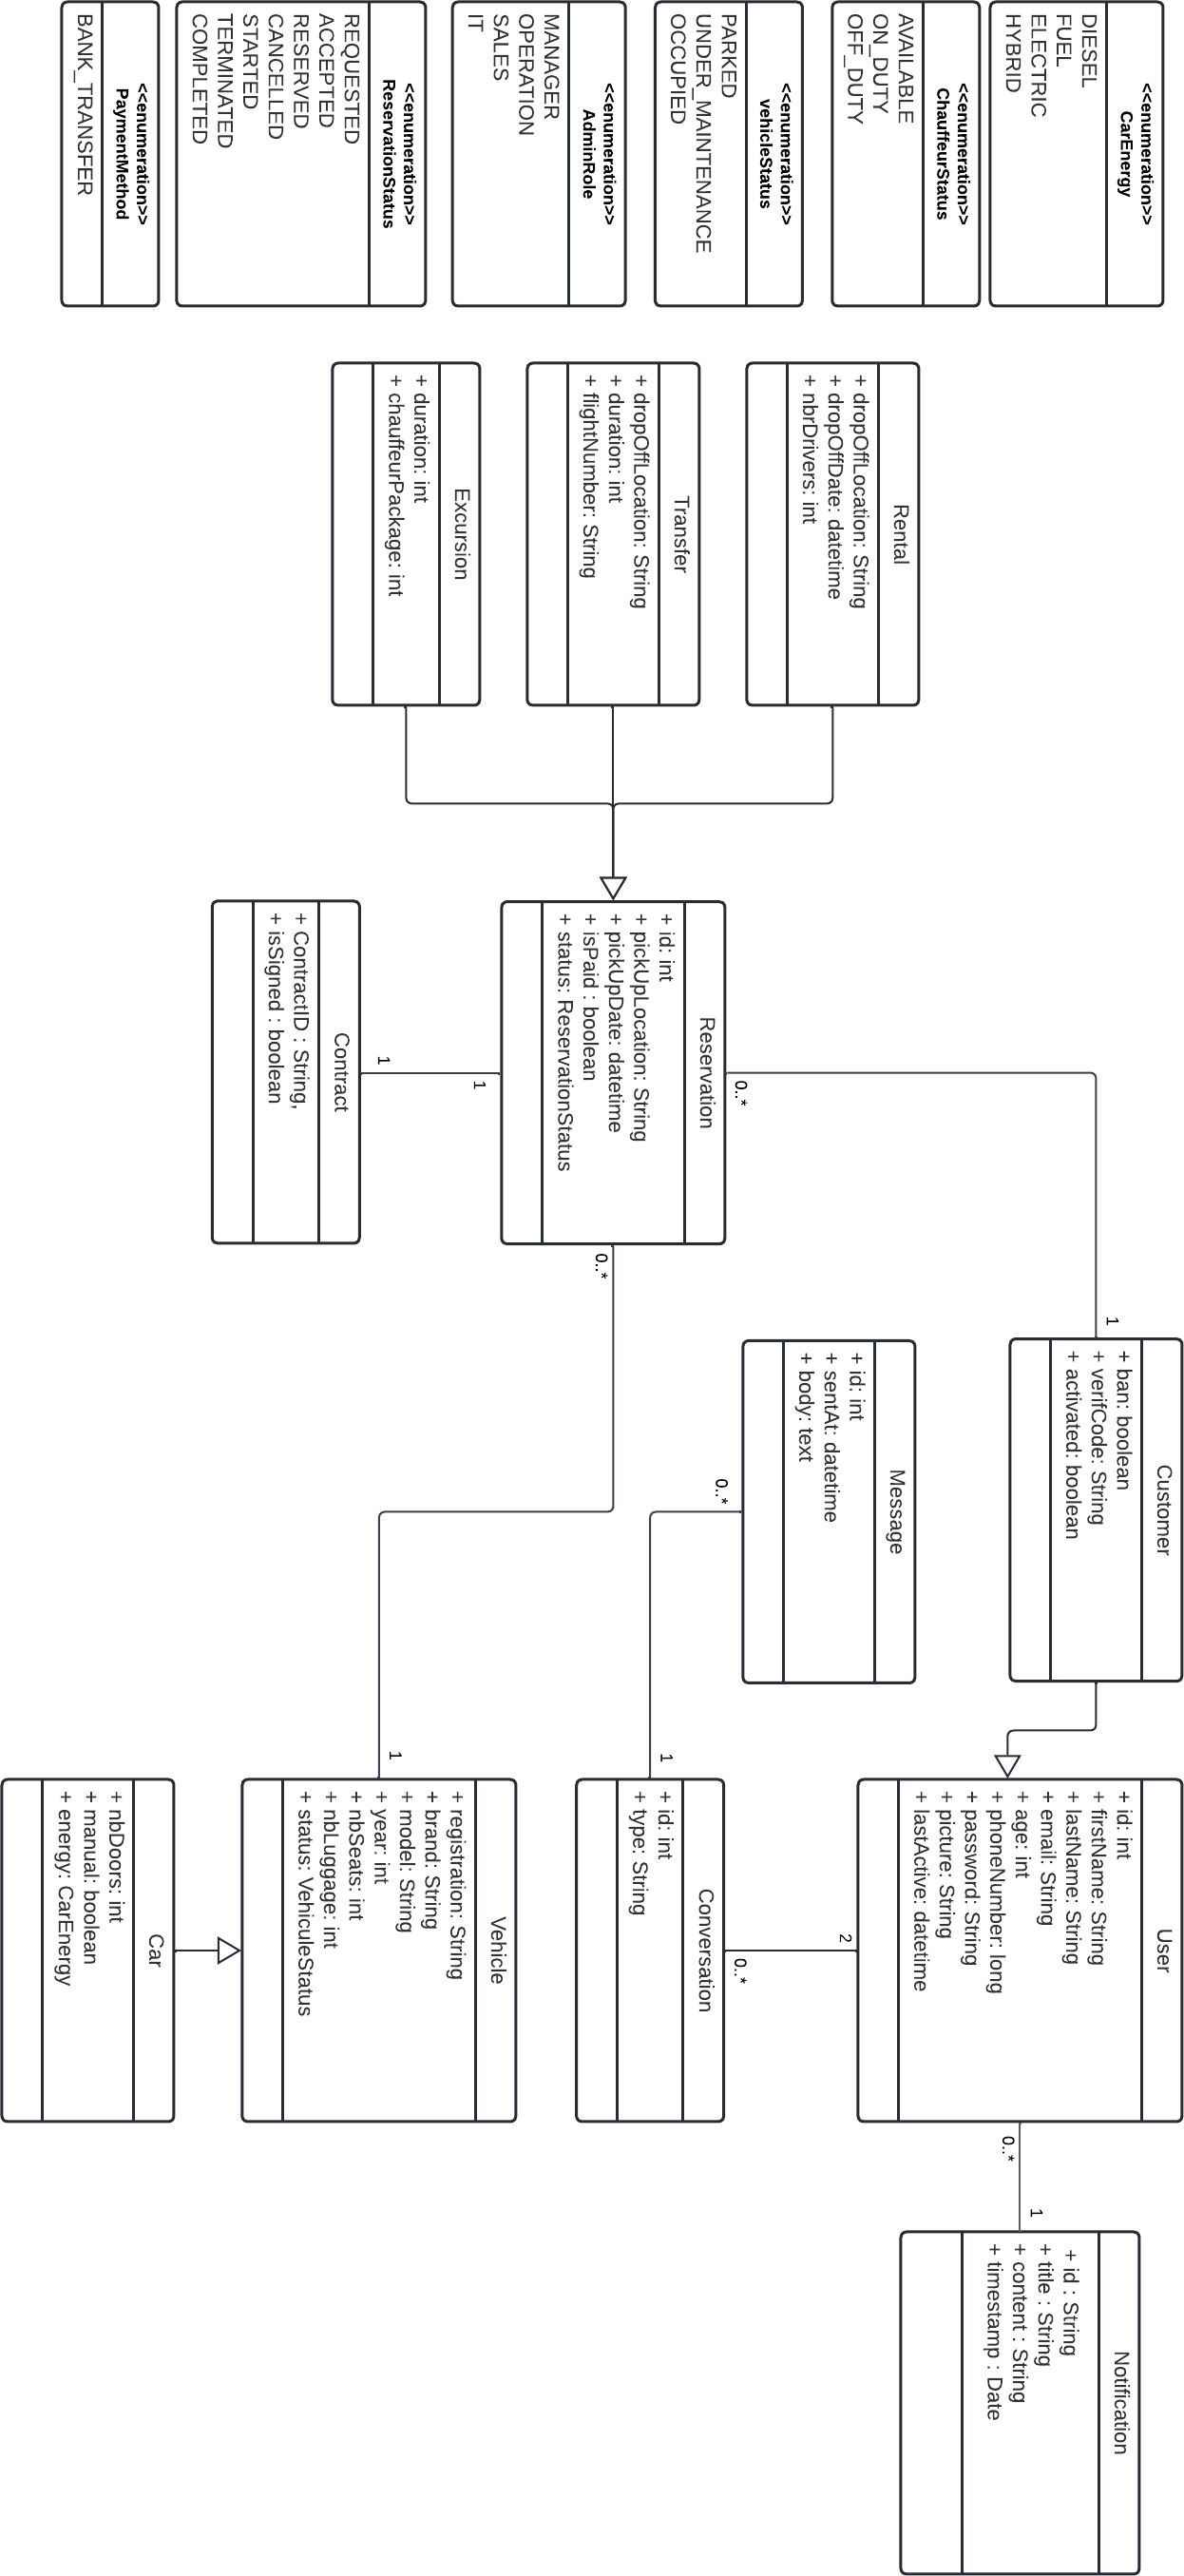 <<enumeration>>
CarEnergy
DIESEL
FUEL
ELECTRIC
HYBRID
<<enumeration>>
ChauffeurStatus
AVAILABLE
ON_DUTY
OFF_DUTY
<<enumeration>>
vehicleStatus
PARKED
UNDER_MAINTENANCE
OCCUPIED
<<enumeration>>
AdminRole
MANAGER
OPERATION
SALES
IT
<<enumeration>>
ReservationStatus
REQUESTED
ACCEPTED
RESERVED
CANCELLED
STARTED
TERMINATED
COMPLETED
<<enumeration>>
PaymentMethod
BANK_TRANSFER
Rental
+ dropOffLocation: String
+ dropOffDate: datetime
+ nbrDrivers: int
Transfer
+ dropOffLocation: String
+ duration: int
+ flightNumber: String
Excursion
+ duration: int
+ chauffeurPackage: int
Reservation
+ id: int
+ pickUpLocation: String
+ pickUpDate: datetime
+ isPaid : boolean
+ status: ReservationStatus
0..*
1
0..*
1
1
1
Contract
+ ContractID : String,
+ isSigned : boolean
Customer
+ ban: boolean
+ verifCode: String
+ activated: boolean
Message
+ id: int
+ sentAt: datetime
+ body: text
0..*
1
User
+ id: int
+ firstName: String
+ lastName: String
+ email: String
+ age: int
+ phoneNumber: long
+ password: String
+ picture: String
+ lastActive: datetime
2
0..*
Conversation
+ id: int
+ type: String
Vehicle
+ registration: String
+ brand: String
+ model: String
+ year: int
+ nbSeats: int
+ nbLuggage: int
+ status: VehiculeStatus
Car
+ nbDoors: int
+ manual: boolean
+ energy: CarEnergy
0..*
1
Notification
+ id : String
+ title : String
+ content : String
+ timestamp : Date